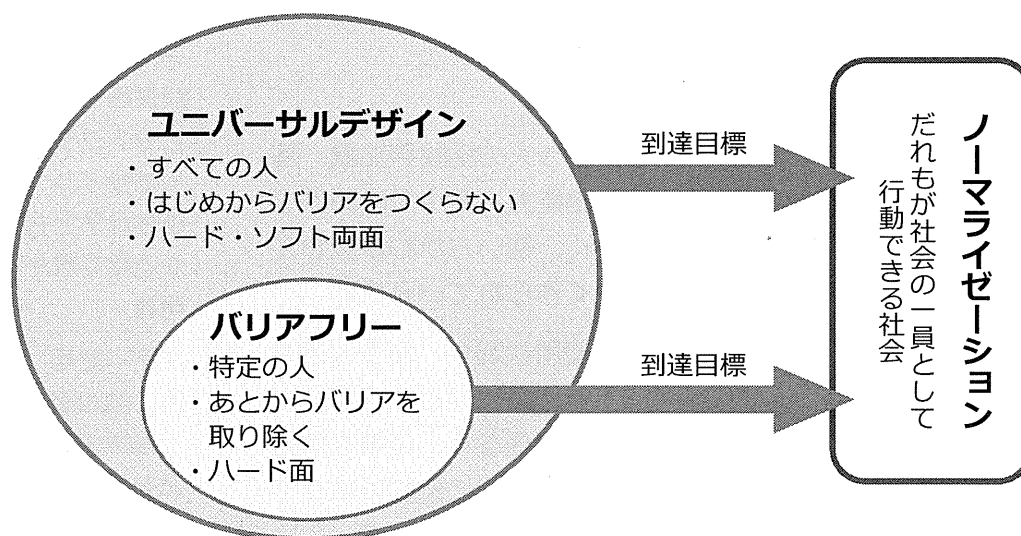 ユニバーサルデザイン
・すべての人
・はじめからバリアをつくらない
・ハード・ソフト両面
バリアフリー
・特定の人
・あとからバリアを
取り除く
・ハード面
到達目標
到達目標
ノーマライゼーション
だれもが社会の一員として
行動できる社会